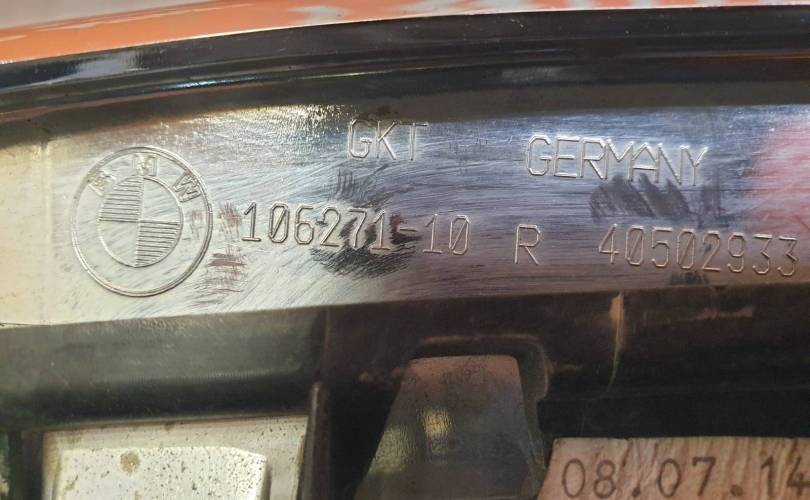 GKT GERMANY
BMW
106271-10 R 40502933
08.07.14